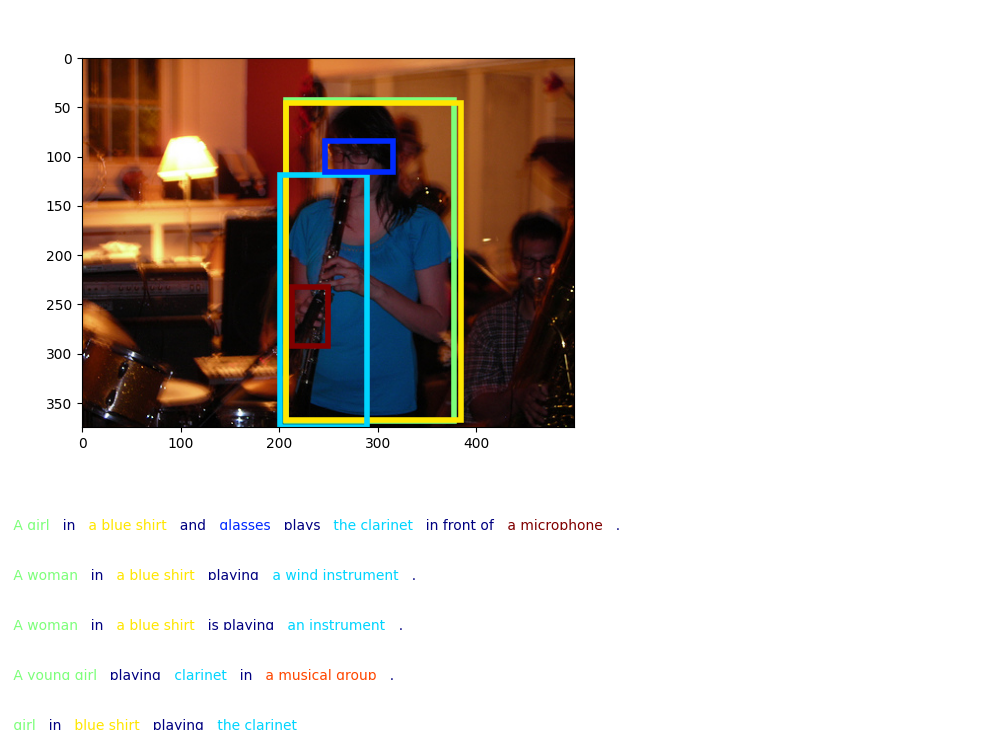 0
50
100
150
200
250
300
350
0 100 200 300 400
A girl in a blue shirt and glasses plays the clarinet in front of a microphone .
A woman in a blue shirt playing a wind instrument .
A woman in a blue shirt is playing an instrument .
A young girl playing clarinet in a musical group .
girl in blue shirt playing the clarinet